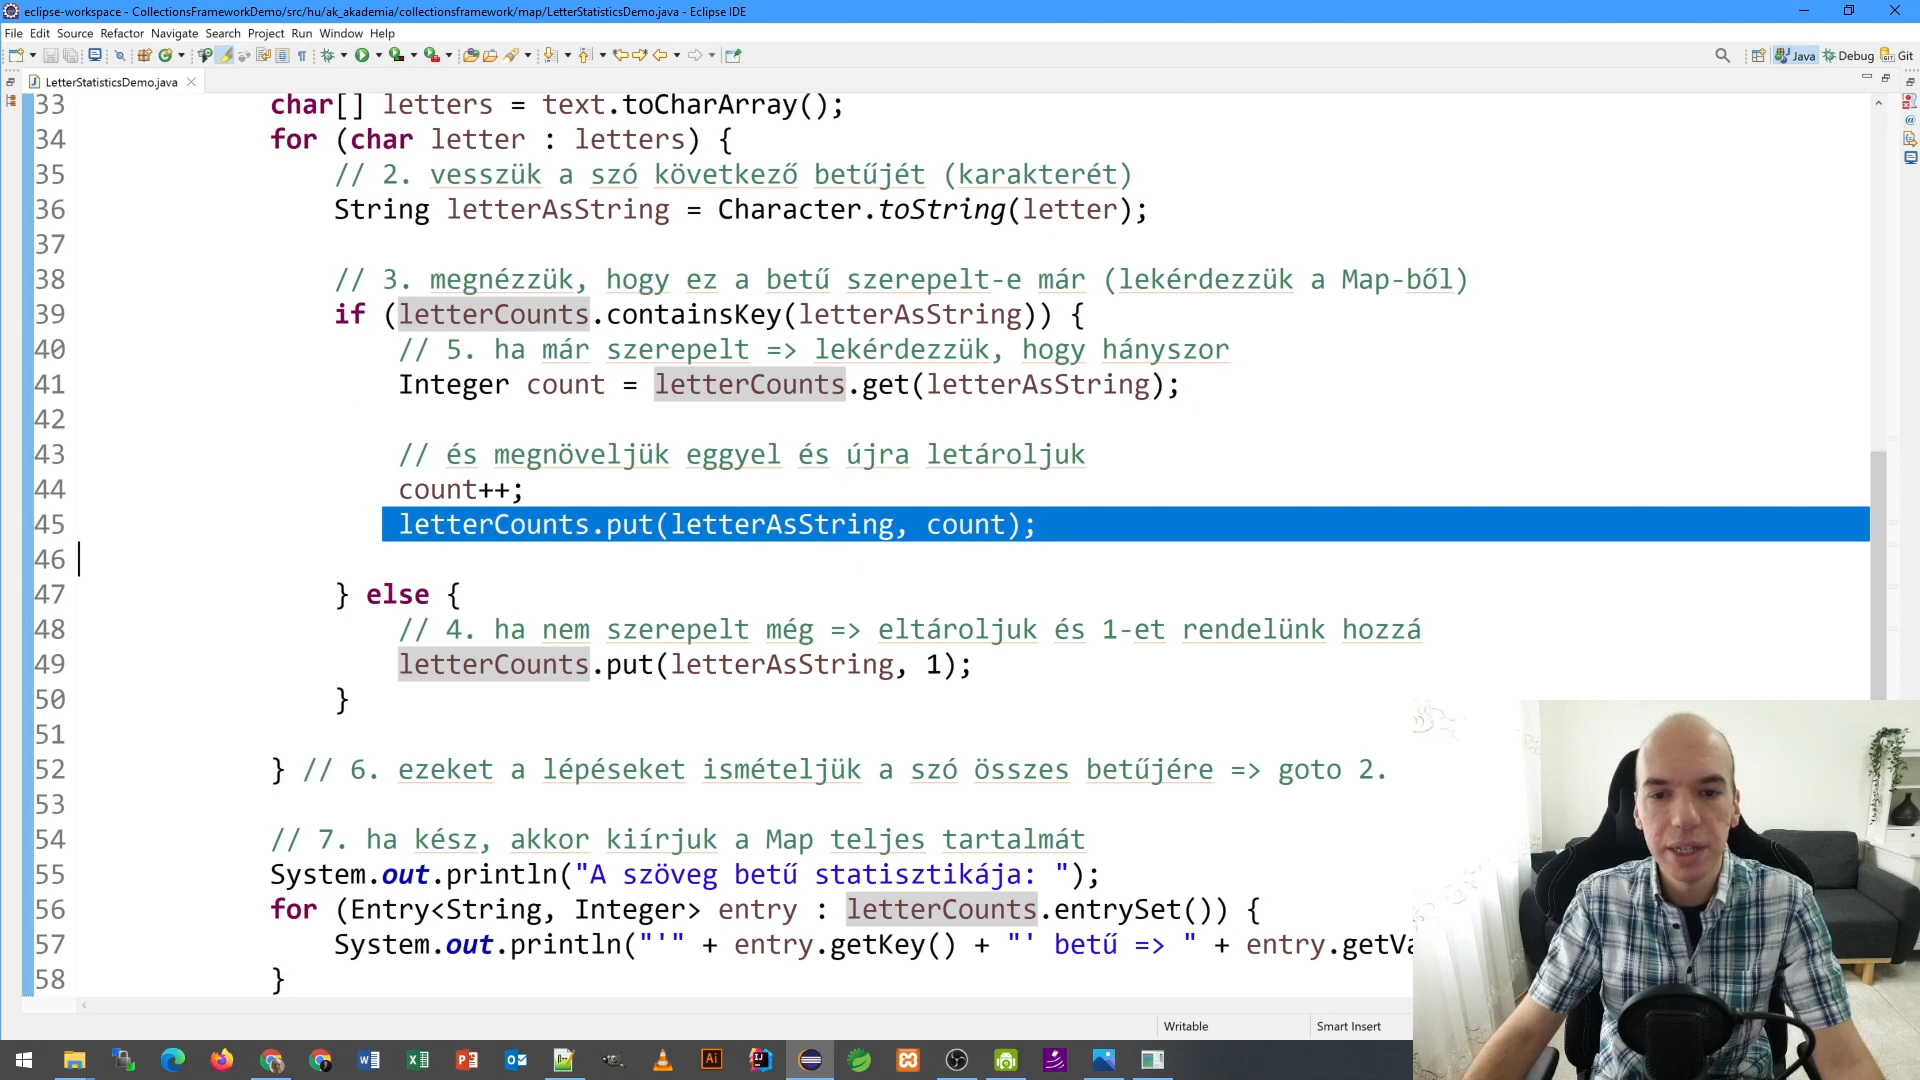 eclipse-workspace - CollectionsFrameworkDemo/src/hu/ak_akademia/collectionsframework/map/LetterStatisticsDemo.java - Eclipse IDE
File Edit Source Refactor Navigate Search Project Run Window Help
Java Debug Git
LetterStatisticsDemo.java
33 char[] letters = text.toCharArray();
34 for (char letter : letters) {
35 // 2. vesszük a szó következő betűjét (karakterét)
36 String letterAsString = Character.toString(letter);
37
38 // 3. megnézzük, hogy ez a betű szerepelt-e már (lekérdezzük a Map-ből)
39 if (letterCounts.containsKey(letterAsString)) {
40 // 5. ha már szerepelt => lekérdezzük, hogy hányszor
41 Integer count = letterCounts.get(letterAsString);
42
43 // és megnöveljük eggyel és újra letároljuk
44 count++;
45 letterCounts.put(letterAsString, count);
46
47 } else {
48 // 4. ha nem szerepelt még => eltároljuk és 1-et rendelünk hozzá
49 letterCounts.put(letterAsString, 1);
50 }
51
52 } // 6. ezeket a lépéseket ismételjük a szó összes betűjére => goto 2.
53
54 // 7. ha kész, akkor kiírjuk a Map teljes tartalmát
55 System.out.println("A szöveg betű statisztikája: ");
56 for (Entry<String, Integer> entry : letterCounts.entrySet()) {
57 System.out.println("'" + entry.getKey() + "' betű => " + entry.getVa
58 }
Writable Smart Insert